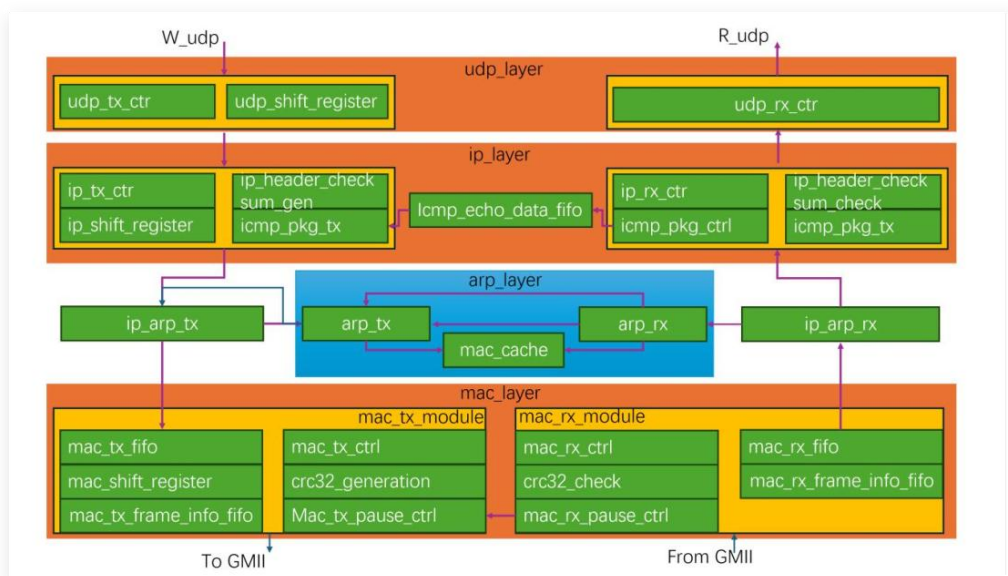 W_udp
R_udp
udp_layer
udp_tx_ctr
udp_shift_register
udp_rx_ctr
ip_layer
ip_tx_ctr
ip_header_check
sum_gen
ip_shift_register
icmp_pkg_tx
Icmp_echo_data_fifo
ip_rx_ctr
ip_header_check
sum_check
icmp_pkg_ctrl
icmp_pkg_tx
arp_layer
ip_arp_tx
arp_tx
arp_rx
ip_arp_rx
mac_cache
mac_layer
mac_tx_module
mac_rx_module
mac_tx_fifo
mac_tx_ctrl
mac_rx_ctrl
mac_rx_fifo
mac_shift_register
crc32_generation
crc32_check
mac_rx_frame_info_fifo
mac_tx_frame_info_fifo
Mac_tx_pause_ctrl
mac_rx_pause_ctrl
To GMII
From GMII